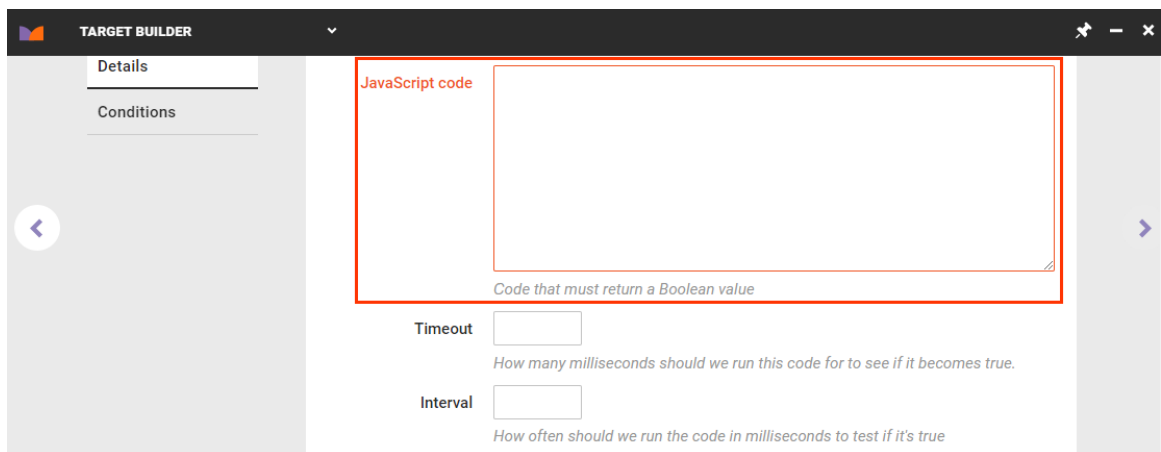 TARGET BUILDER
Details
Conditions
JavaScript code
Code that must return a Boolean value
Timeout
How many milliseconds should we run this code for to see if it becomes true.
Interval
How often should we run the code in milliseconds to test if it's true